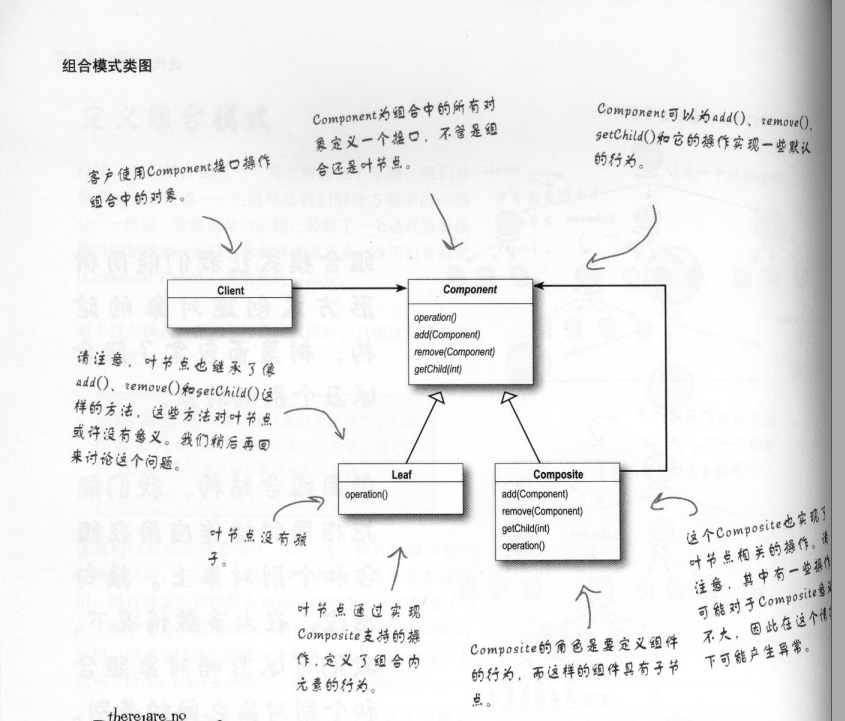 组合模式类图
Component为组合中的所有对
象定义一个接口，不管是组
合还是叶节点。
Component可以为add()、remove()、
getChild()和它的操作实现一些默认
的行为。
客户使用Component接口操作
组合中的对象。
Client
Component
operation()
add(Component)
remove(Component)
getChild(int)
请注意，叶节点也继承了像
add()、remove()和getChild()这
样的方法，这些方法对叶节点
或许没有意义。我们稍后再回
来讨论这个问题。
Leaf
operation()
Composite
add(Component)
remove(Component)
getChild(int)
operation()
叶节点没有孩
子。
这个Composite也实现了
叶节点相关的操作。请
注意，其中有一些操作
可能对于Composite意义
不大，因此在这个情
下可能产生异常。
叶节点通过实现
Composite支持的操
作，定义了组合内
元素的行为。
Composite的角色是要定义组件
的行为，而这样的组件具有子节
点。
there are no